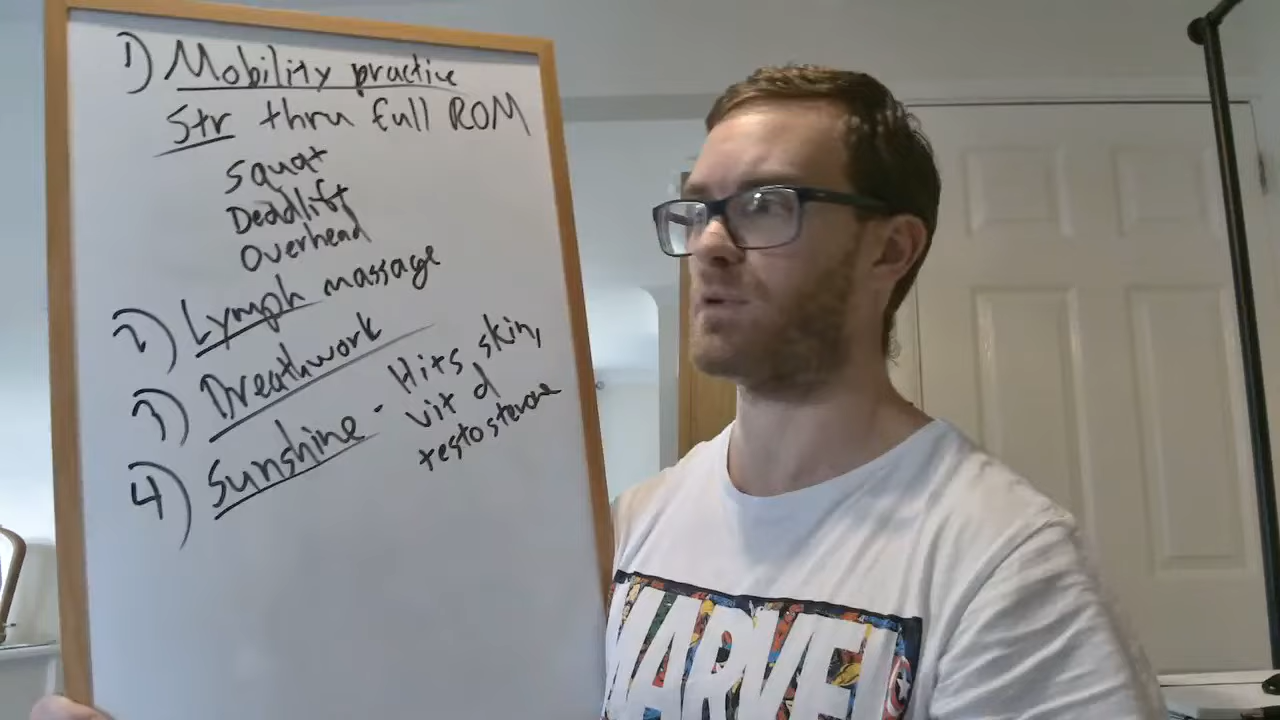 1) Mobility practice
Str thru full ROM
Squat
Deadlift
Overhead
2) Lymph massage
3) Breathwork
4) Sunshine - Hits skin,
vit d
testosterone
MARVEL